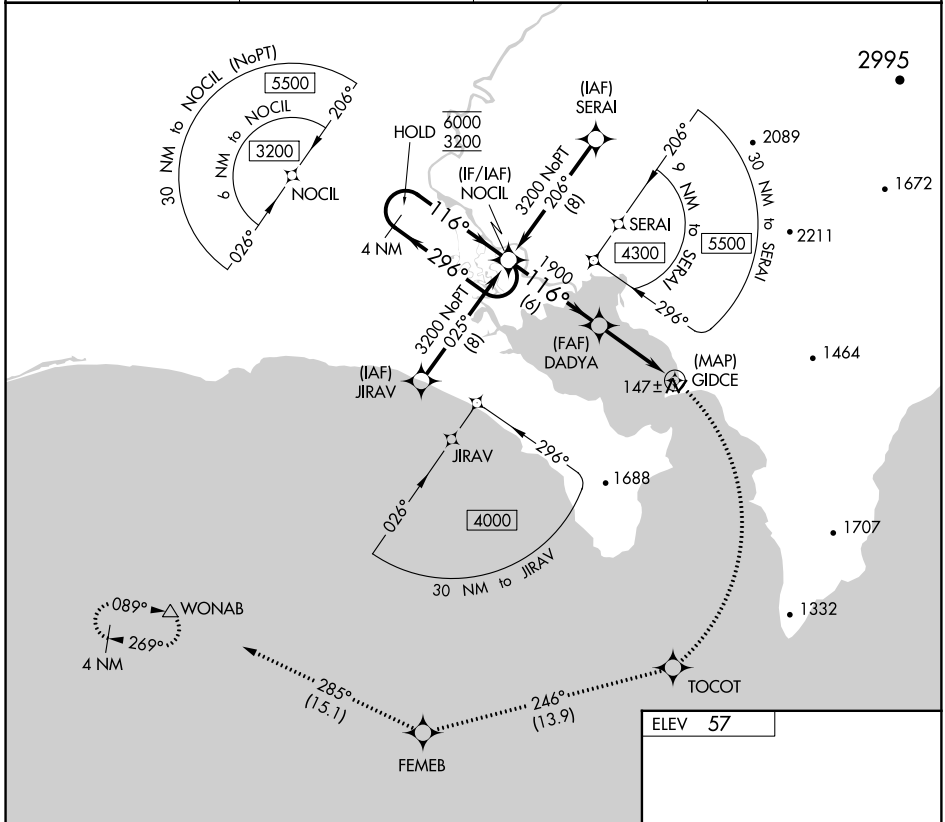 30 NM to NOCIL (NoPT)
5500
206°
6 NM to NOCIL
3200
NOCIL
026°
HOLD
6000
3200
4 NM
116°
296°
(IF/IAF)
NOCIL
(IAF)
SERAI
3200 NoPT
206°
(8)
3200 NoPT
025°
(8)
(IAF)
JIRAV
1900
116°
(6)
(FAF)
DADYA
(MAP)
GIDCE
147±
206°
9 NM to SERAI
30 NM to SERAI
SERAI
4300
5500
296°
2995
2089
1672
2211
1464
1688
1707
1332
JIRAV
296°
026°
4000
30 NM to JIRAV
089°
WONAB
269°
4 NM
285°
(15.1)
246°
(13.9)
TOCOT
FEMEB
ELEV 57